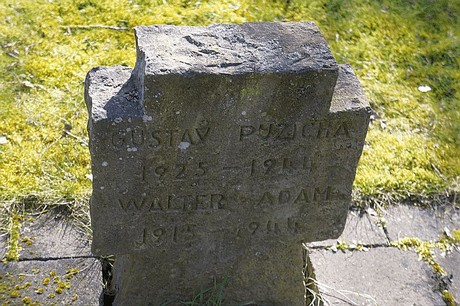 GUSTAV PUZICHA
1925 – 1944
WALTER ADAM
1915 – 1944